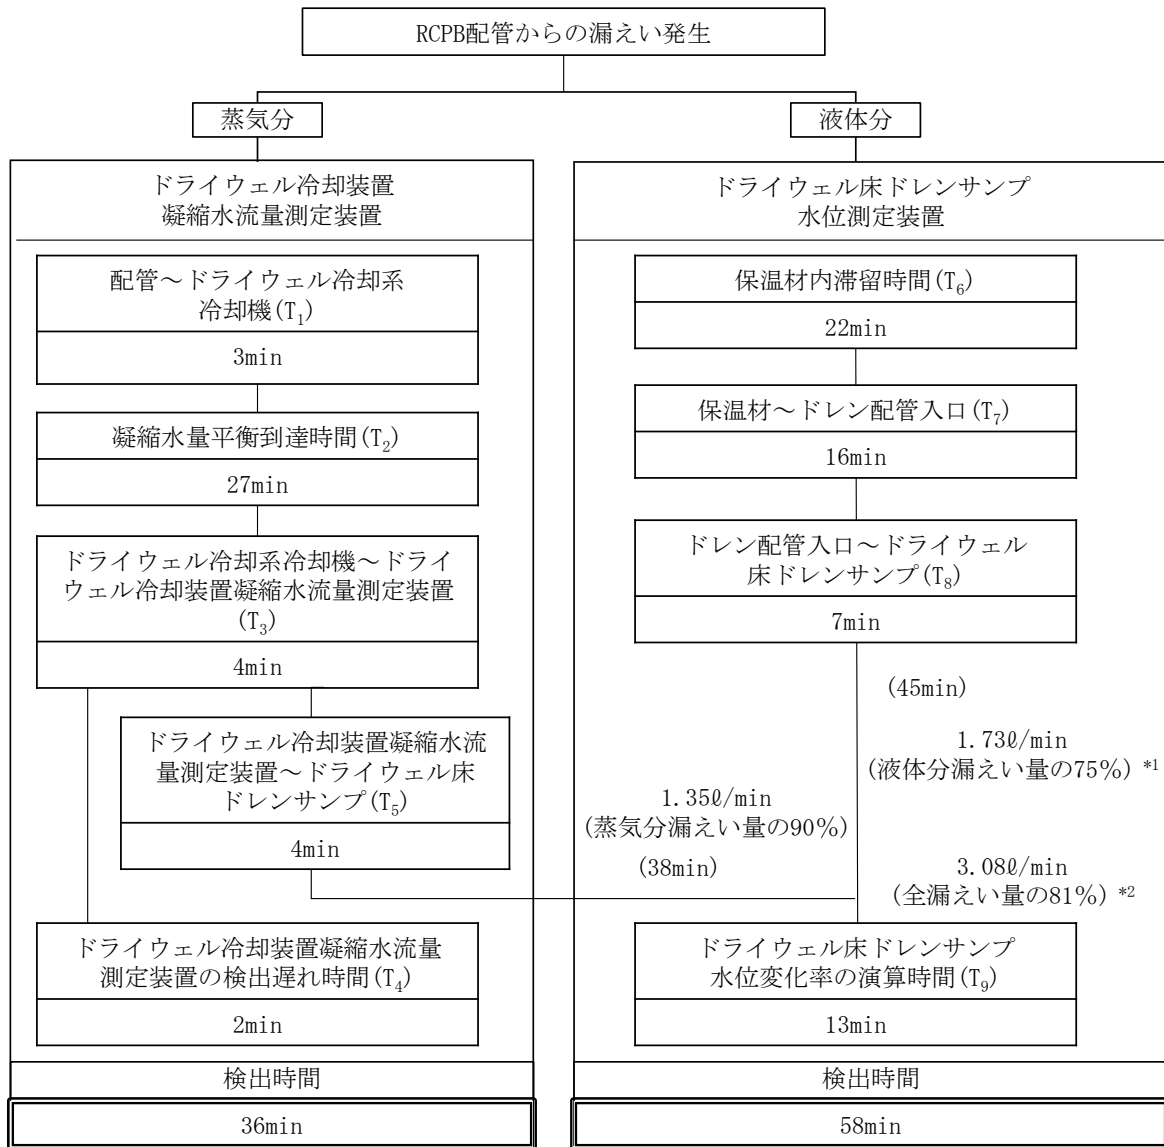 RCPB配管からの漏えい発生
蒸気分
ドライウェル冷却装置
凝縮水流量測定装置
配管～ドライウェル冷却系
冷却機(T1)
3min
凝縮水量平衡到達時間(T2)
27min
ドライウェル冷却系冷却機～ドライ
ウェル冷却装置凝縮水流量測定装置
(T3)
4min
ドライウェル冷却装置凝縮水流
量測定装置～ドライウェル床
ドレンサンプ(T5)
4min
ドライウェル冷却装置凝縮水流量
測定装置の検出遅れ時間(T4)
2min
検出時間
36min
液体分
ドライウェル床ドレンサンプ
水位測定装置
保温材内滞留時間(T6)
22min
保温材～ドレン配管入口(T7)
16min
ドレン配管入口～ドライウェル
床ドレンサンプ(T8)
7min
(45min)
1.73ℓ/min
(液体分漏えい量の75%) *1
1.35ℓ/min
(蒸気分漏えい量の90%)
(38min)
3.08ℓ/min
(全漏えい量の81%) *2
ドライウェル床ドレンサンプ
水位変化率の演算時間(T9)
13min
検出時間
58min